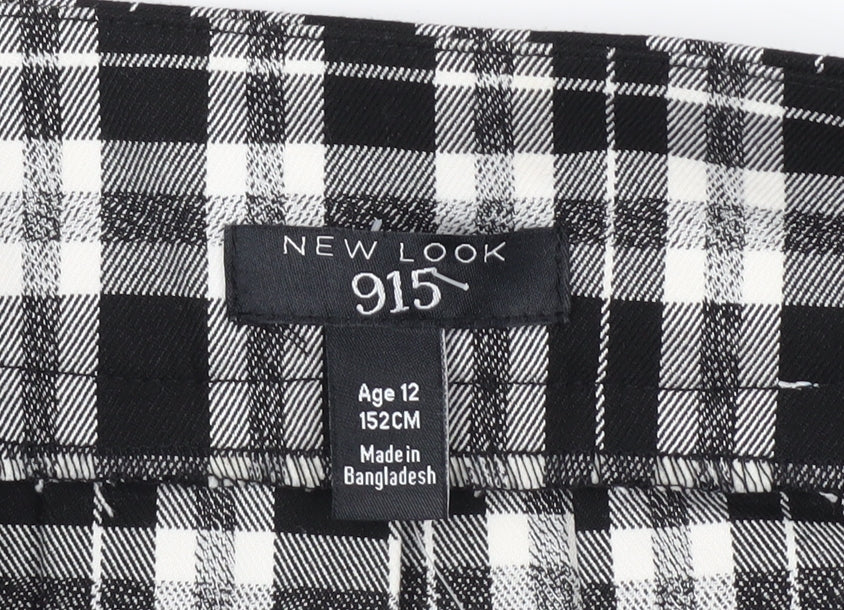 NEW LOOK
915
Age 12
152CM
Made in
Bangladesh